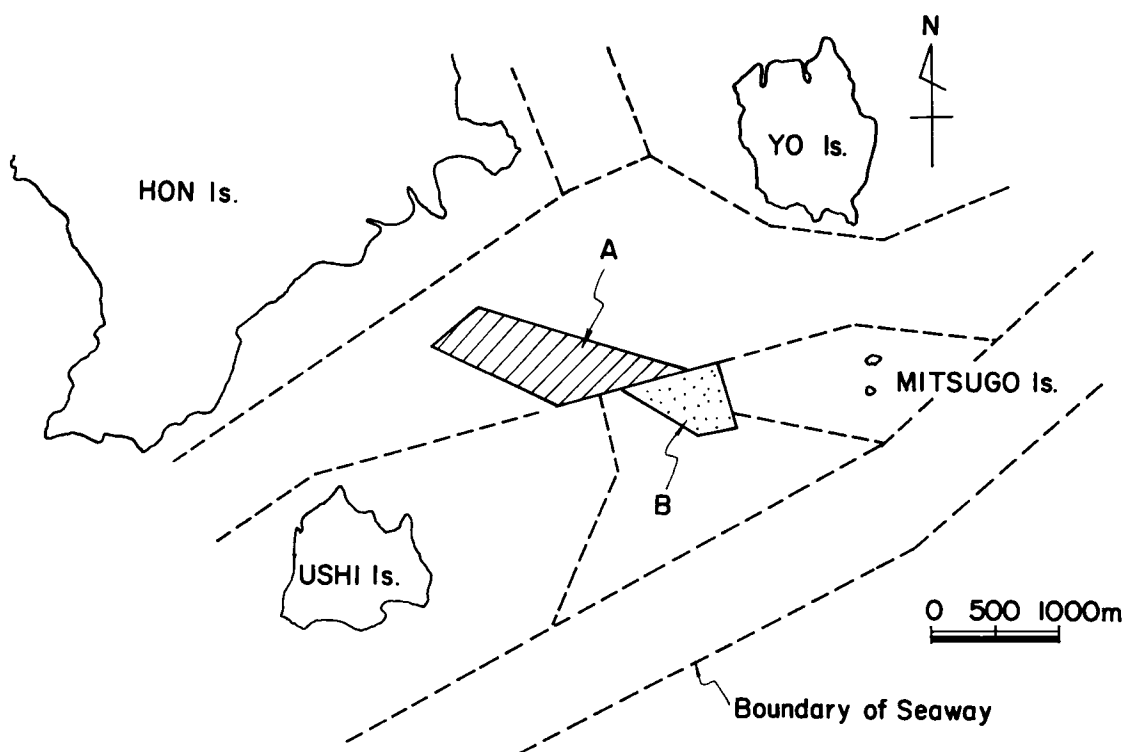 N
YO Is.
HON Is.
A
MITSUGO Is.
B
USHI Is.
0 500 1000m
Boundary of Seaway